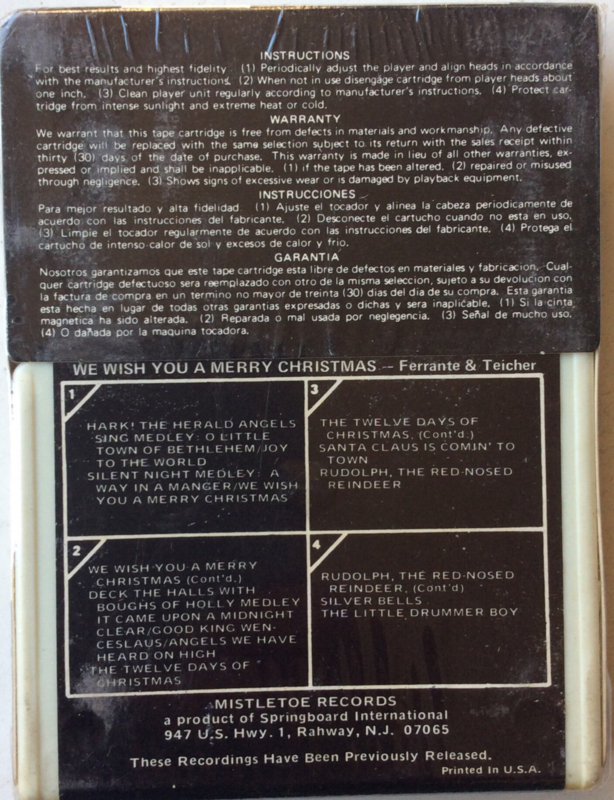 INSTRUCTIONS
For best results and highest fidelity. (1) Periodically adjust the player and align heads in accordance
with the manufacturer's instructions. (2) When not in use disengage cartridge from player heads about
one inch. (3) Clean player unit regularly according to manufacturer's instructions. (4) Protect car-
tridge from intense sunlight and extreme heat or cold.
WARRANTY
We warrant that this tape cartridge is free from defects in materials and workmanship. Any defective
cartridge will be replaced with the same selection subject to its return with the sales receipt within
thirty (30) days of the date of purchase. This warranty is made in lieu of all other warranties, ex-
pressed or implied and shall be inapplicable. (1) if the tape has been altered. (2) repaired or misused
through negligence. (3) Shows signs of excessive wear or is damaged by playback equipment.
INSTRUCCIONES
Para mejor resultado y alta fidelidad. (1) Ajuste el tocador y alinea la cabeza periodicamente de
acuerdo con las instrucciones del fabricante. (2) Desconecte el cartucho cuando no esta en uso.
(3) Limpie el tocador regularmente de acuerdo con las instrucciones del fabricante. (4) Protega el
cartucho de intenso calor de sol y excesos de calor y frio.
GARANTIA
Nosotros garantizamos que este tape cartridge esta libre de defectos en materiales y fabricacion. Cual-
quer cartridge defectuoso sera reemplazado con otro de la misma seleccion, sujeto a su devolucion con
la factura de compra en un termino no mayor de treinta (30) dias del dia de su compra. Esta garantia
esta hecha en lugar de todas otras garantias expresadas o dichas y sera inaplicable. (1) Si la cinta
magnetica ha sido alterada. (2) Reparada o mal usada por neglegencia. (3) Señal de mucho uso.
(4) O dañada por la maquina tocadora.
WE WISH YOU A MERRY CHRISTMAS -- Ferrante & Teicher
1
HARK! THE HERALD ANGELS
SING MEDLEY: O LITTLE
TOWN OF BETHLEHEM/JOY
TO THE WORLD
SILENT NIGHT MEDLEY: A
WAY IN A MANGER/WE WISH
YOU A MERRY CHRISTMAS
2
WE WISH YOU A MERRY
CHRISTMAS (Cont'd.)
DECK THE HALLS WITH
BOUGHS OF HOLLY MEDLEY
IT CAME UPON A MIDNIGHT
CLEAR/GOOD KING WEN-
CESLAUS/ANGELS WE HAVE
HEARD ON HIGH
THE TWELVE DAYS OF
CHRISTMAS
3
THE TWELVE DAYS OF
CHRISTMAS, (Cont'd.)
SANTA CLAUS IS COMIN' TO
TOWN
RUDOLPH, THE RED-NOSED
REINDEER
4
RUDOLPH, THE RED-NOSED
REINDEER, (Cont'd)
SILVER BELLS
THE LITTLE DRUMMER BOY
MISTLETOE RECORDS
a product of Springboard International
947 U.S. Hwy. 1, Rahway, N.J. 07065
These Recordings Have Been Previously Released.
Printed In U.S.A.